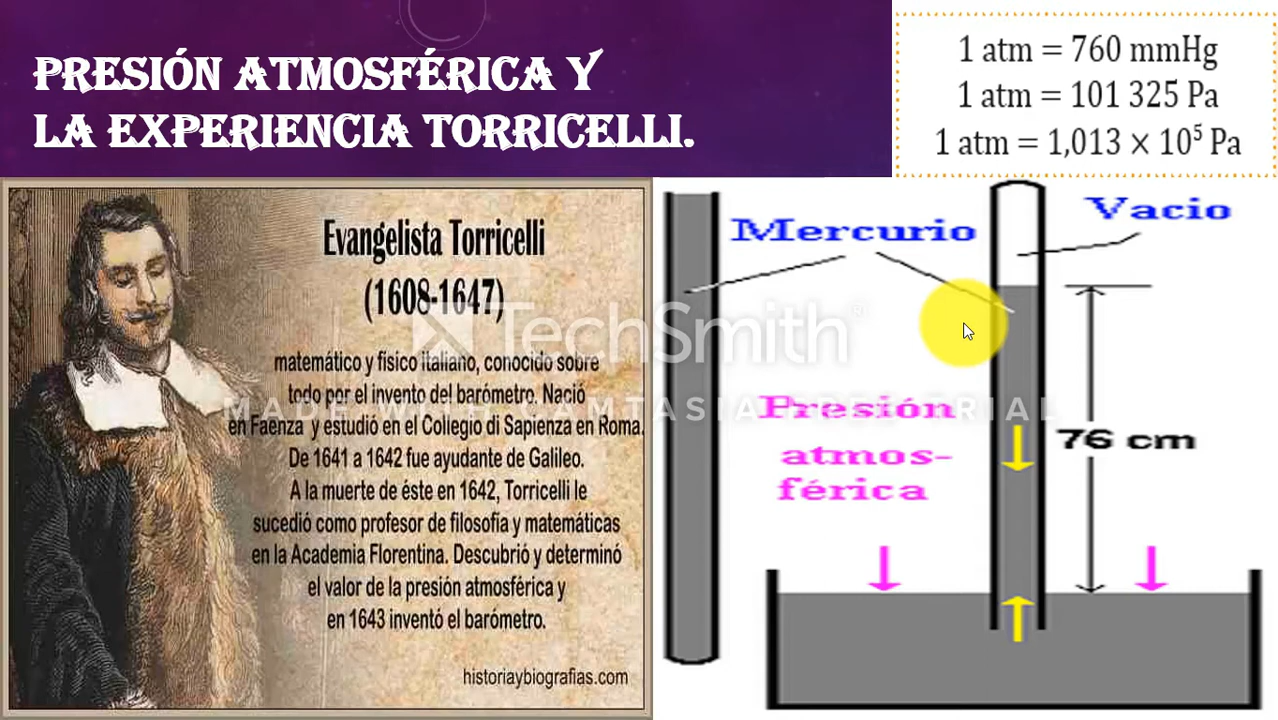 PRESIÓN ATMOSFÉRICA Y
LA EXPERIENCIA TORRICELLI.
1 atm = 760 mmHg
1 atm = 101 325 Pa
1 atm = 1,013 × 10⁵ Pa
Evangelista Torricelli
(1608-1647)
matemático y físico italiano, conocido sobre
todo por el invento del barómetro. Nació
en Faenza y estudió en el Collegio di Sapienza en Roma.
De 1641 a 1642 fue ayudante de Galileo.
A la muerte de éste en 1642, Torricelli le
sucedió como profesor de filosofía y matemáticas
en la Academia Florentina. Descubrió y determinó
el valor de la presión atmosférica y
en 1643 inventó el barómetro.
historiaybiografias.com
Mercurio
Vacio
Presión
atmos-
férica
76 cm
TechSmith®
MADE WITH CAMTASIA FREE TRIAL